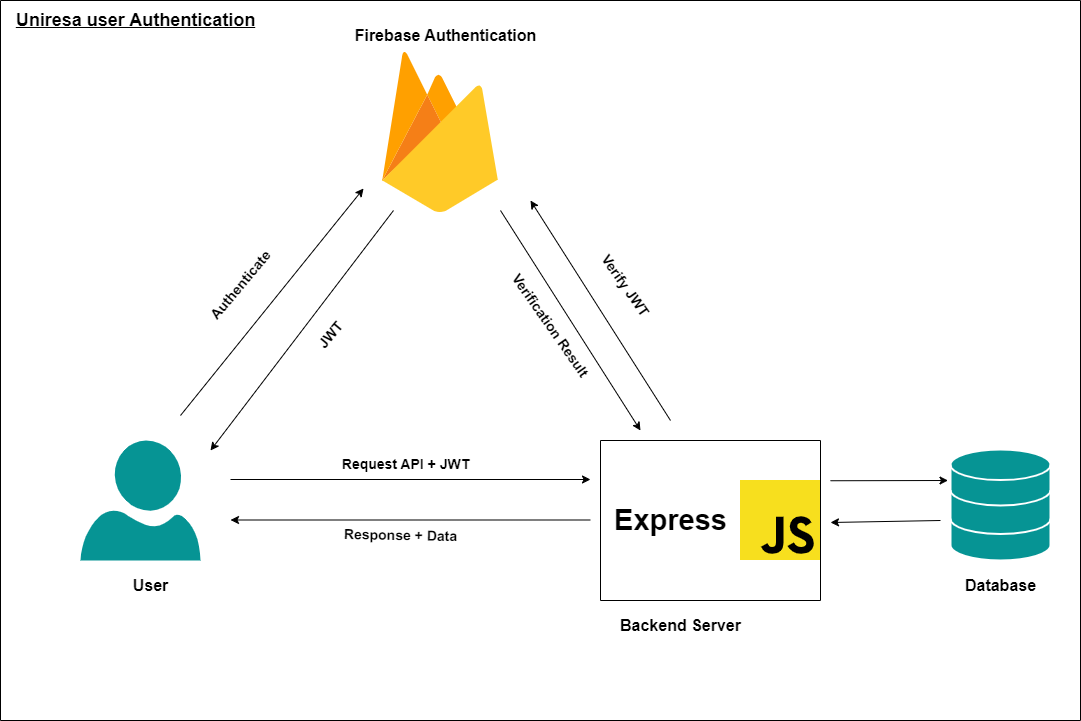 Uniresa user Authentication
Firebase Authentication
Authenticate
JWT
Verification Result
Verify JWT
Request API + JWT
Response + Data
Express
JS
User
Database
Backend Server